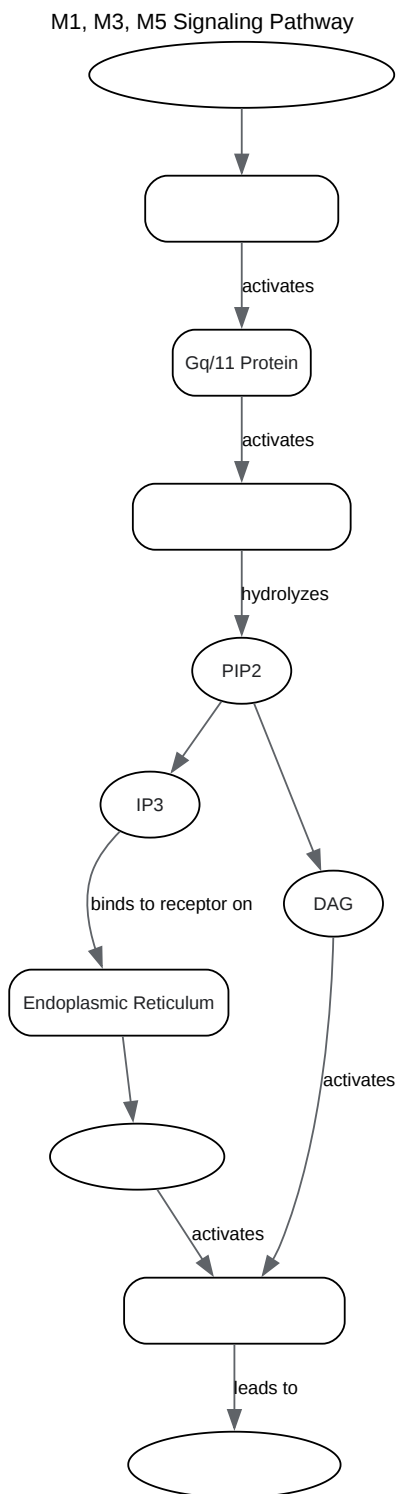 M1, M3, M5 Signaling Pathway
activates
Gq/11 Protein
activates
hydrolyzes
PIP2
IP3
binds to receptor on
DAG
Endoplasmic Reticulum
activates
activates
leads to